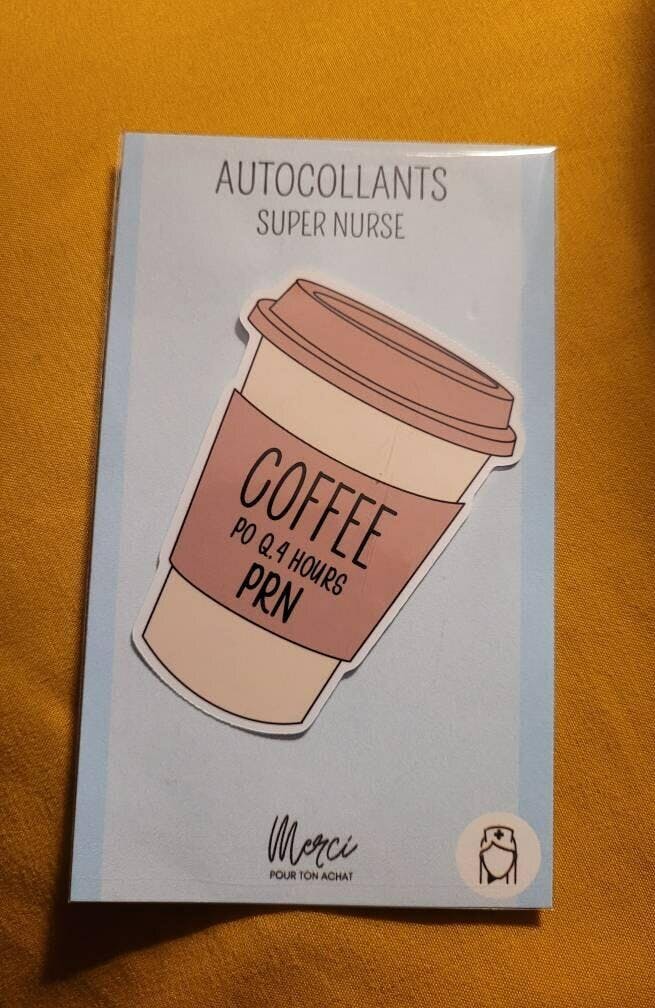 AUTOCOLLANTS
SUPER NURSE
COFFEE
PO Q.4 HOURS
PRN
Merci
POUR TON ACHAT